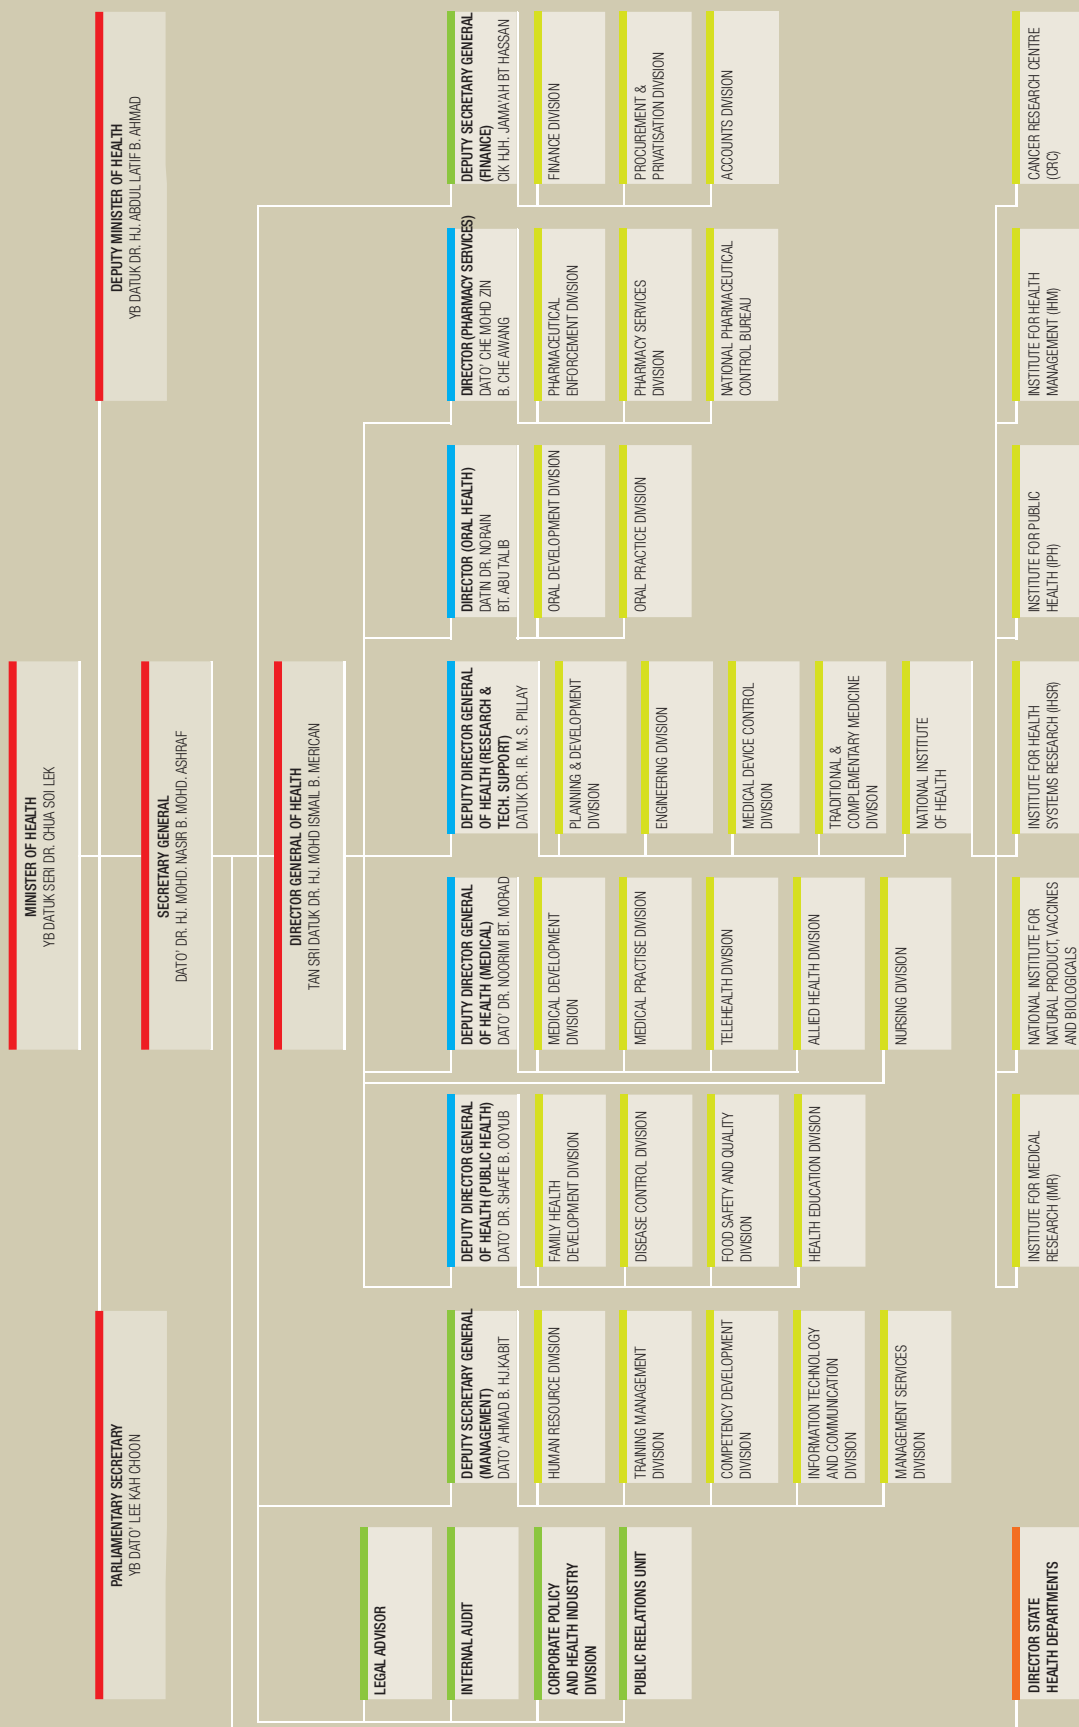 MINISTER OF HEALTH
YB DATUK SERI DR. CHUA SOI LEK
PARLIAMENTARY SECRETARY
YB DATO' LEE KAH CHOON
DEPUTY MINISTER OF HEALTH
YB DATUK DR. HJ. ABDUL LATIF B. AHMAD
SECRETARY GENERAL
DATO' DR. HJ. MOHD. NASIR B. MOHD. ASHRAF
DIRECTOR GENERAL OF HEALTH
TAN SRI DATUK DR. HJ. MOHD ISMAIL B. MERICAN
LEGAL ADVISOR
INTERNAL AUDIT
CORPORATE POLICY
AND HEALTH INDUSTRY
DIVISION
PUBLIC REELATIONS UNIT
DEPUTY SECRETARY GENERAL
(MANAGEMENT)
DATO' AHMAD B. HJ.KABIT
HUMAN RESOURCE DIVISION
TRAINING MANAGEMENT
DIVISION
COMPETENCY DEVELOPMENT
DIVISION
INFORMATION TECHNOLOGY
AND COMMUNICATION
DIVISION
MANAGEMENT SERVICES
DIVISION
DEPUTY DIRECTOR GENERAL
OF HEALTH (PUBLIC HEALTH)
DATO' DR. SHAFIE B. OOYUB
FAMILY HEALTH
DEVELOPMENT DIVISION
DISEASE CONTROL DIVISION
FOOD SAFETY AND QUALITY
DIVISION
HEALTH EDUCATION DIVISION
DEPUTY DIRECTOR GENERAL
OF HEALTH (MEDICAL)
DATO' DR. NOORIMI BT. MORAD
MEDICAL DEVELOPMENT
DIVISION
MEDICAL PRACTISE DIVISION
TELEHEALTH DIVISION
ALLIED HEALTH DIVISION
NURSING DIVISION
DEPUTY DIRECTOR GENERAL
OF HEALTH (RESEARCH &
TECH. SUPPORT)
DATUK DR. IR. M. S. PILLAY
PLANNING & DEVELOPMENT
DIVISION
ENGINEERING DIVISION
MEDICAL DEVICE CONTROL
DIVISION
TRADITIONAL &
COMPLEMENTARY MEDICINE
DIVISON
NATIONAL INSTITUTE
OF HEALTH
DIRECTOR (ORAL HEALTH)
DATIN DR. NORAIN
BT. ABU TALIB
ORAL DEVELOPMENT DIVISION
ORAL PRACTICE DIVISION
DIRECTOR (PHARMACY SERVICES)
DATO' CHE MOHD ZIN
B. CHE AWANG
PHARMACEUTICAL
ENFORCEMENT DIVISION
PHARMACY SERVICES
DIVISION
NATIONAL PHARMACEUTICAL
CONTROL BUREAU
DEPUTY SECRETARY GENERAL
(FINANCE)
CIK HJH. JAMA'AH BT HASSAN
FINANCE DIVISION
PROCUREMENT &
PRIVATISATION DIVISION
ACCOUNTS DIVISION
DIRECTOR STATE
HEALTH DEPARTMENTS
INSTITUTE FOR MEDICAL
RESEARCH (IMR)
NATIONAL INSTITUTE FOR
NATURAL PRODUCT, VACCINES
AND BIOLOGICALS
INSTITUTE FOR HEALTH
SYSTEMS RESEARCH (IHSR)
INSTITUTE FOR PUBLIC
HEALTH (IPH)
INSTITUTE FOR HEALTH
MANAGEMENT (IHM)
CANCER RESEARCH CENTRE
(CRC)